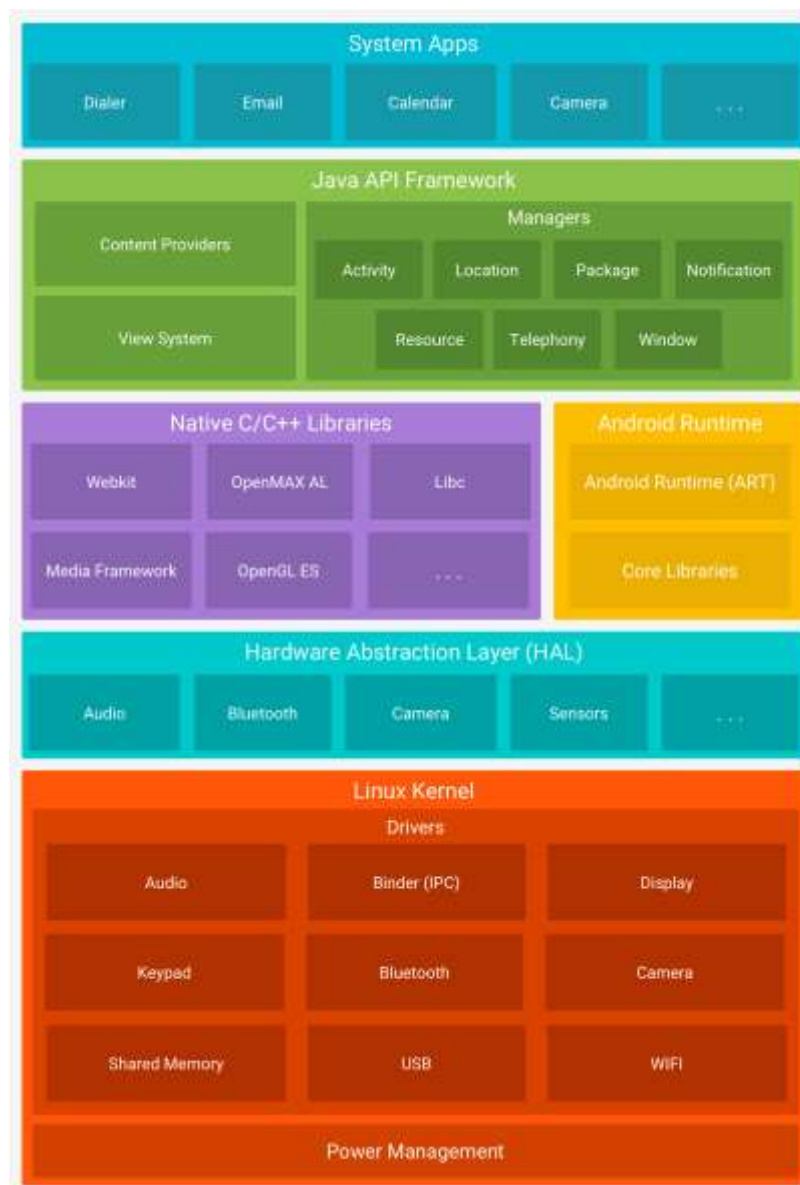 System Apps
Dialer Email Calendar Camera . . .
Java API Framework
Content Providers
View System
Managers
Activity Location Package Notification
Resource Telephony Window
Native C/C++ Libraries
Webkit OpenMAX AL Libc
Media Framework OpenGL ES . . .
Android Runtime
Android Runtime (ART)
Core Libraries
Hardware Abstraction Layer (HAL)
Audio Bluetooth Camera Sensors . . .
Linux Kernel
Drivers
Audio Binder (IPC) Display
Keypad Bluetooth Camera
Shared Memory USB WIFI
Power Management